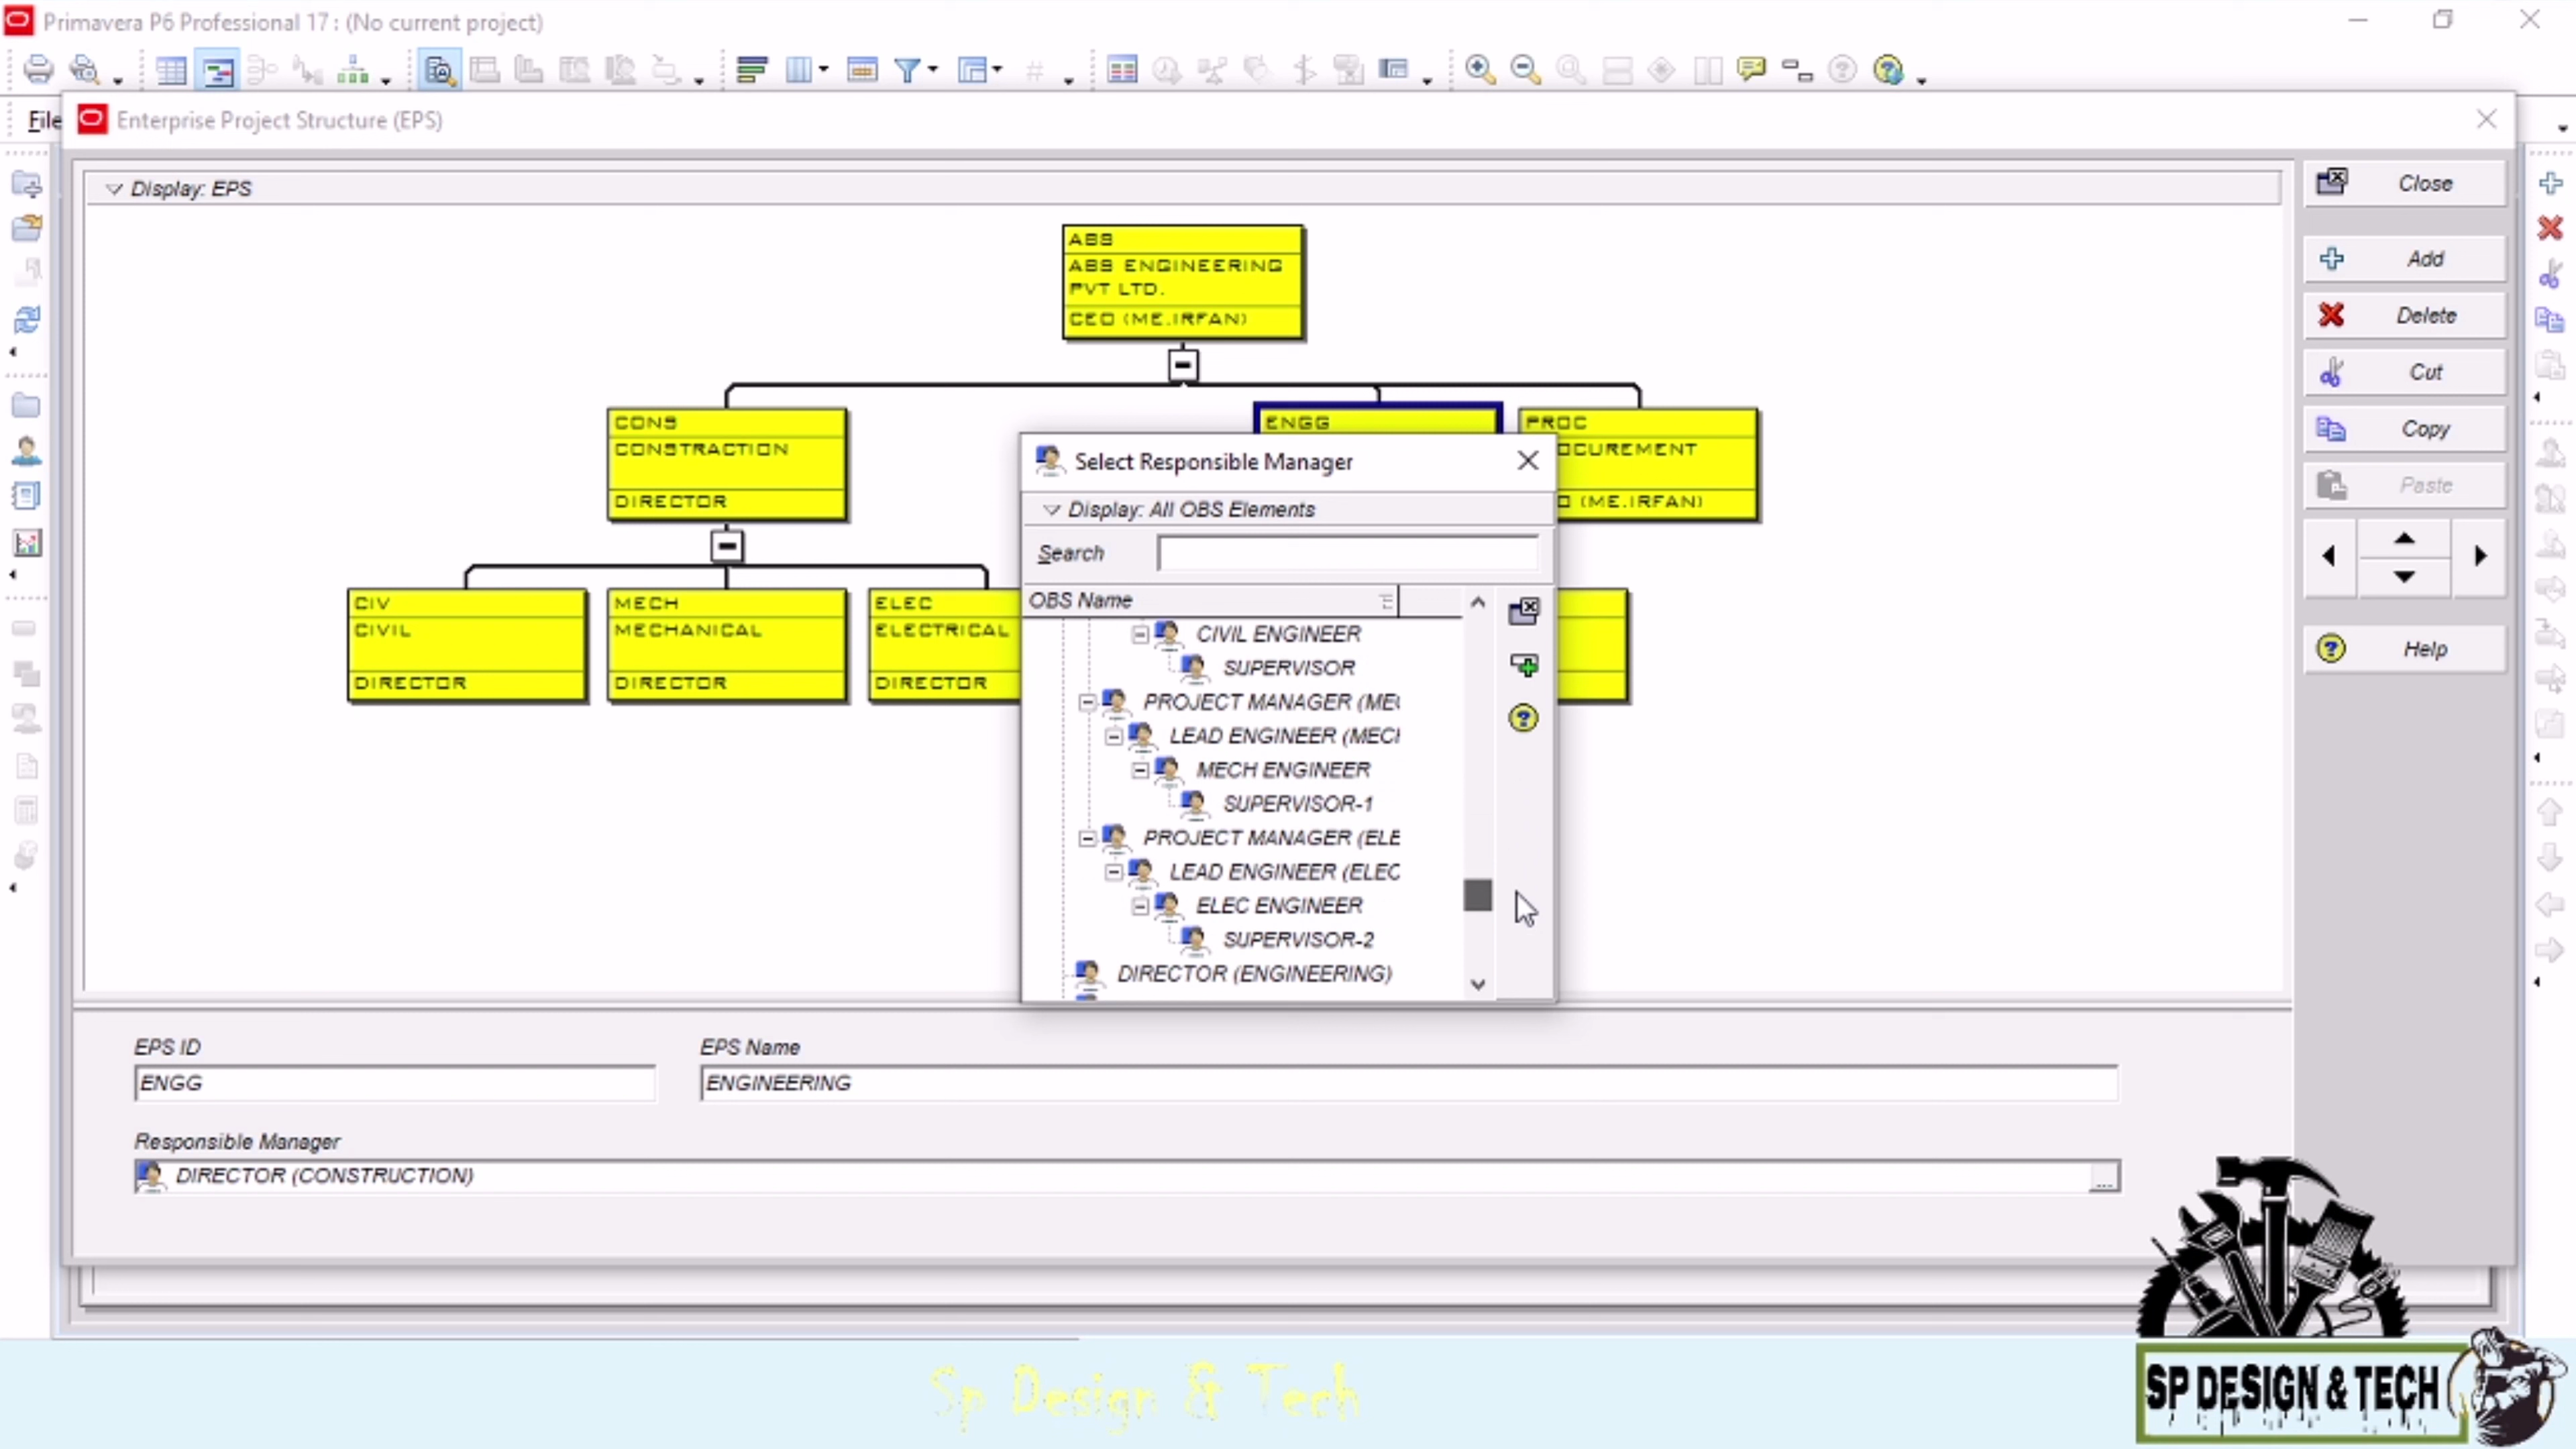 Primavera P6 Professional 17 : (No current project)
File
Enterprise Project Structure (EPS)
Display: EPS
Close
Add
Delete
Cut
Copy
Paste
Help
ABS
ABS ENGINEERING
PVT LTD.
CEO (ME.IRFAN)
CONS
CONSTRACTION
DIRECTOR
ENGG
PROC
OCUREMENT
(ME.IRFAN)
CIV
CIVIL
DIRECTOR
MECH
MECHANICAL
DIRECTOR
ELEC
ELECTRICAL
DIRECTOR
Select Responsible Manager
Display: All OBS Elements
Search
OBS Name
CIVIL ENGINEER
SUPERVISOR
PROJECT MANAGER (MEC
LEAD ENGINEER (MECH
MECH ENGINEER
SUPERVISOR-1
PROJECT MANAGER (ELE
LEAD ENGINEER (ELEC
ELEC ENGINEER
SUPERVISOR-2
DIRECTOR (ENGINEERING)
EPS ID
EPS Name
ENGG
ENGINEERING
Responsible Manager
DIRECTOR (CONSTRUCTION)
...
Sp Design & Tech
SP DESIGN & TECH